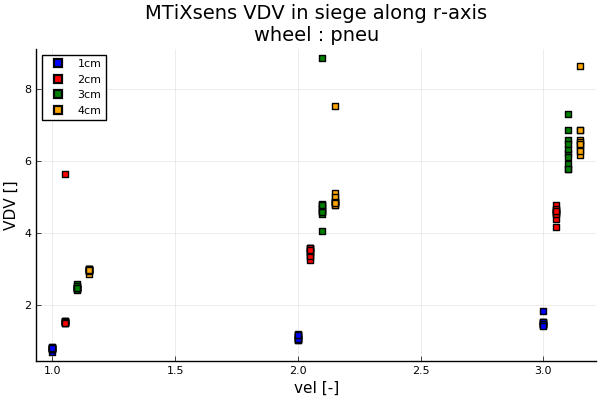 MTiXsens VDV in siege along r-axis
wheel : pneu
1cm
2cm
3cm
4cm
VDV []
8
6
4
2
1.0 1.5 2.0 2.5 3.0
vel [-]